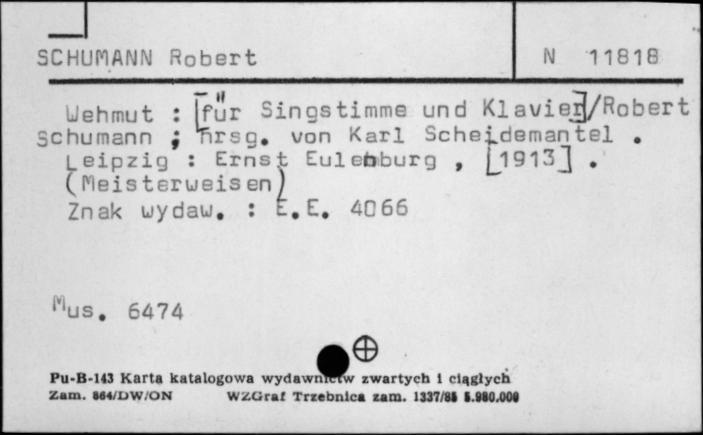 SCHUMANN Robert N 11818
Wehmut : [für Singstimme und Klavier]/Robert
Schumann ; hrsg. von Karl Scheidemantel .
Leipzig : Ernst Eulenburg , [1913] .
(Meisterweisen)
Znak wydaw. : E.E. 4066
Mus. 6474
Pu-B-143 Karta katalogowa wydawnictw zwartych i ciągłych
Zam. 864/DW/ON WZGraf Trzebnica zam. 1337/85 5.980.000